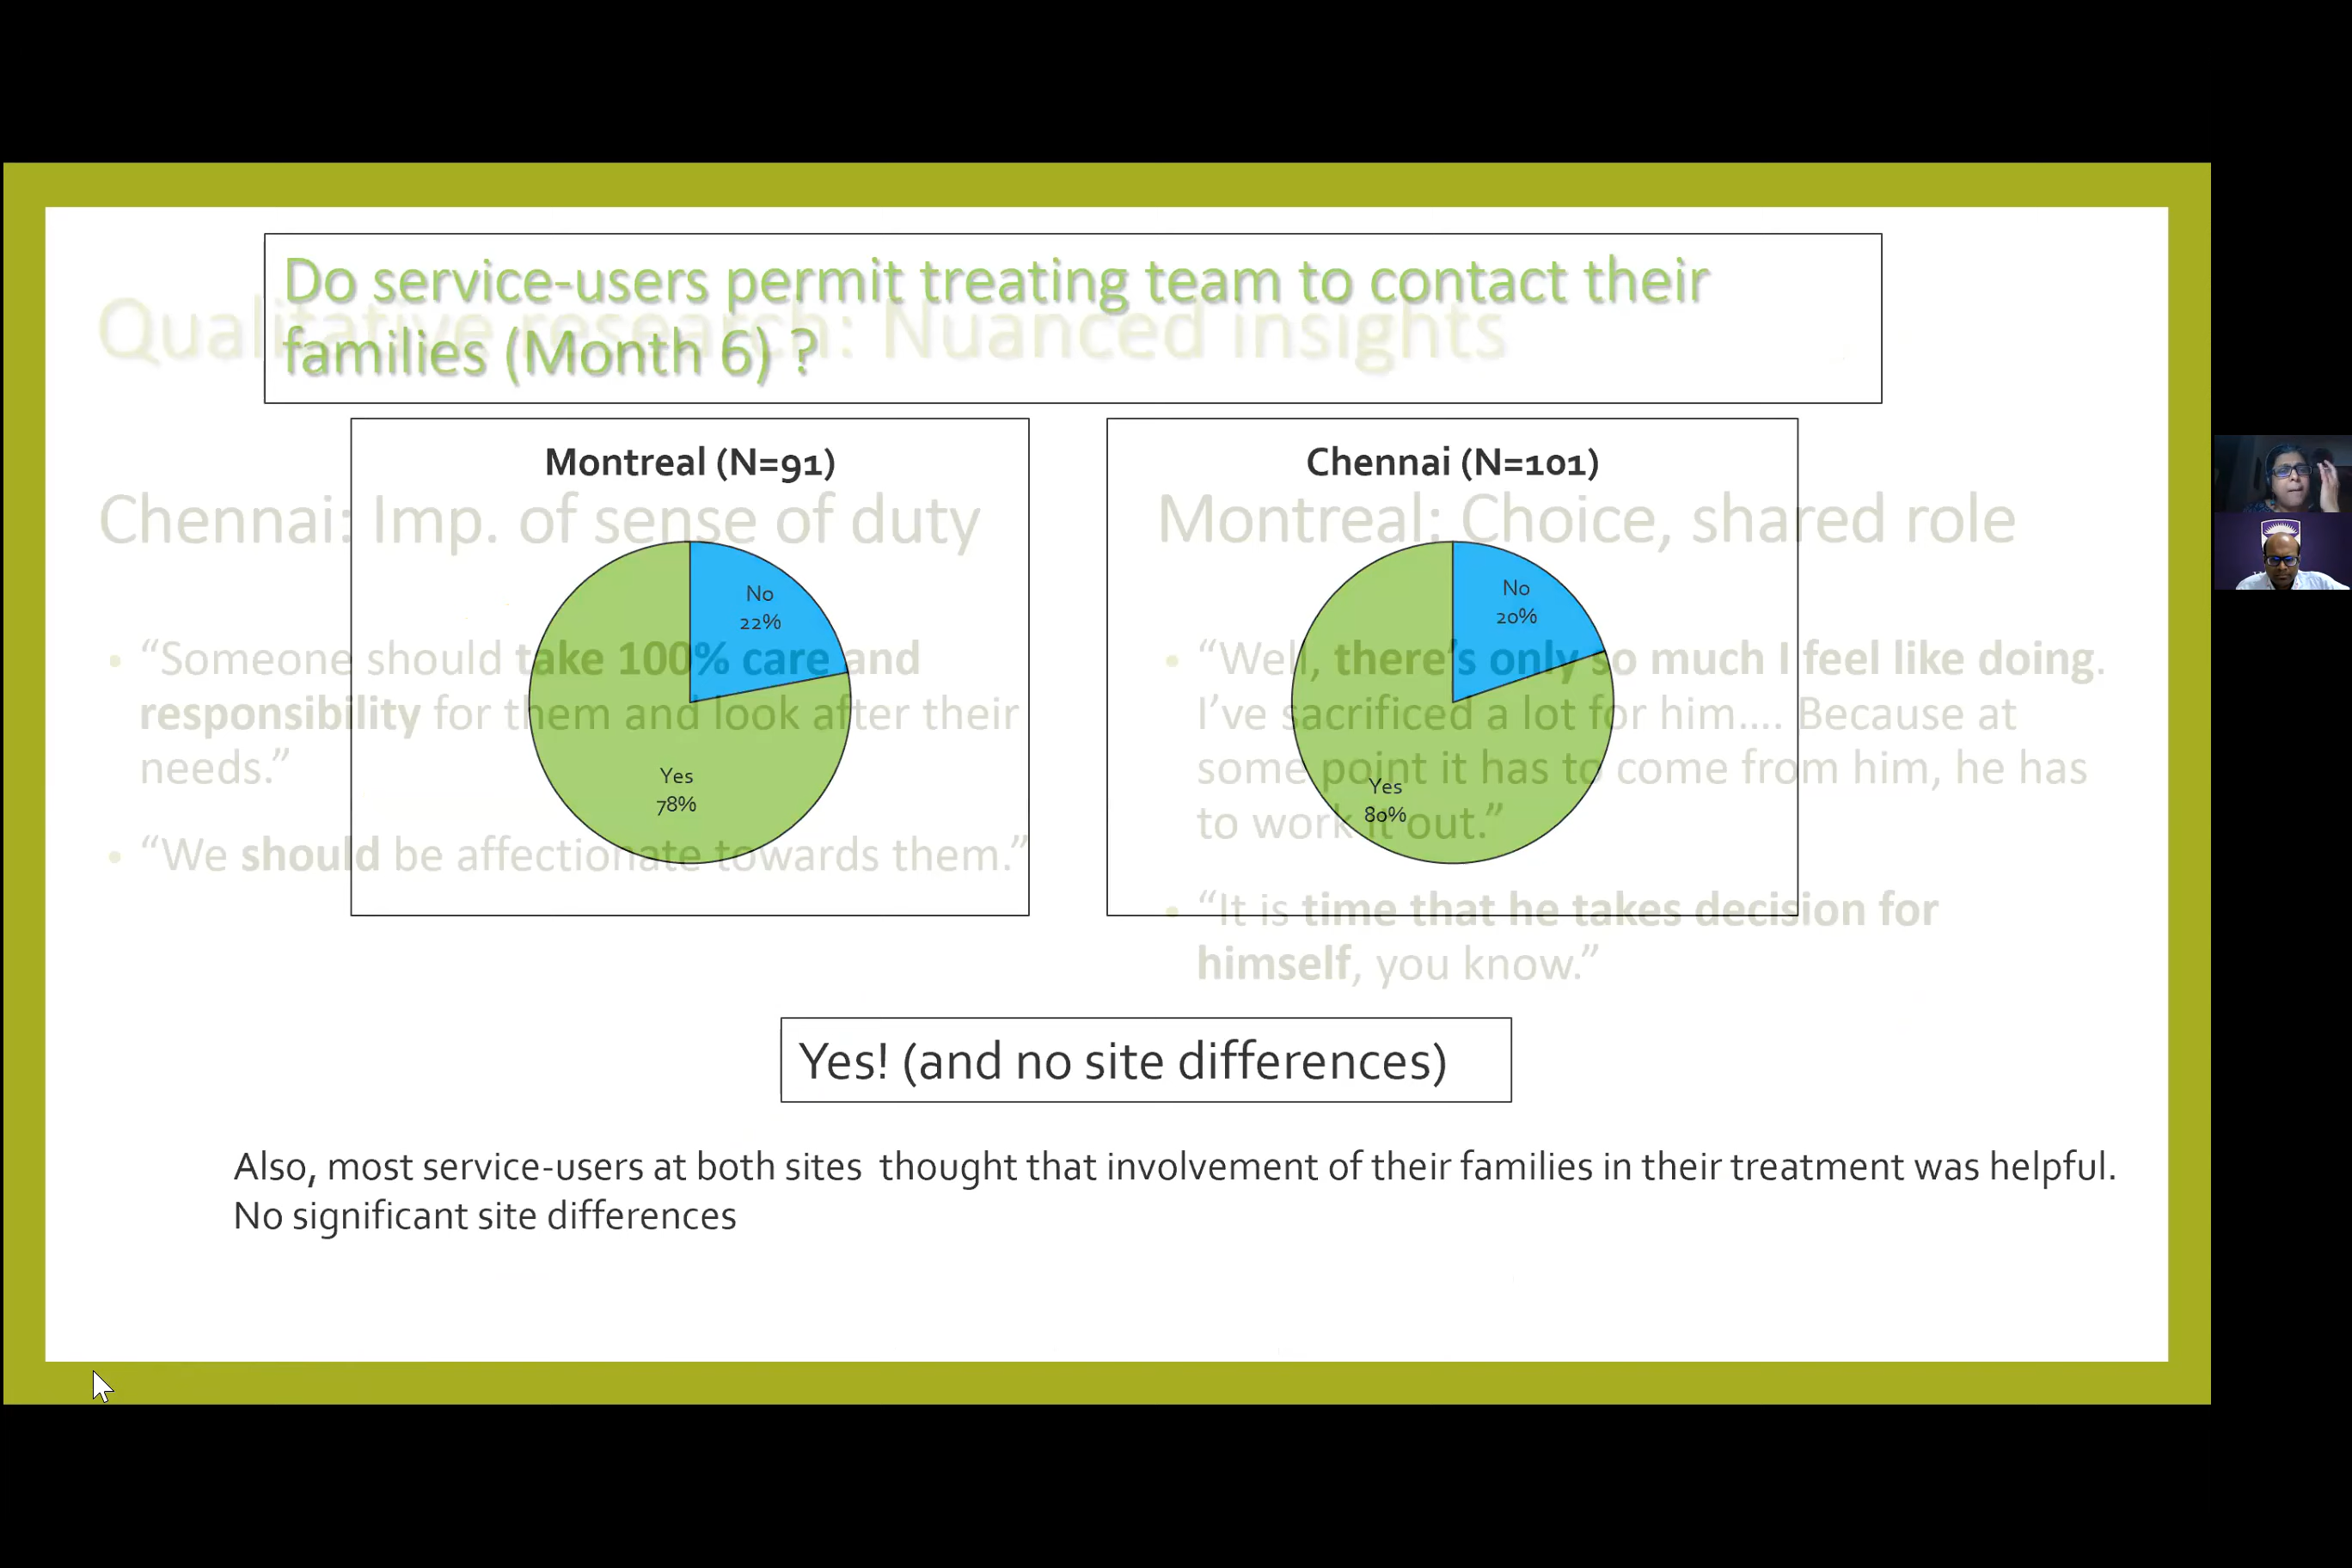 Do service-users permit treating team to contact their
families (Month 6) ?
Qualitative research: Nuanced insights
Montreal (N=91)
No
22%
Yes
78%
Chennai (N=101)
No
20%
Yes
80%
Chennai: Imp. of sense of duty
• “Someone should take 100% care and
responsibility for them and look after their
needs.”
• “We should be affectionate towards them.”
Montreal: Choice, shared role
• “Well, there’s only so much I feel like doing.
I’ve sacrificed a lot for him.... Because at
some point it has to come from him, he has
to work it out.”
• “It is time that he takes decision for
himself, you know.”
Yes! (and no site differences)
Also, most service-users at both sites thought that involvement of their families in their treatment was helpful.
No significant site differences